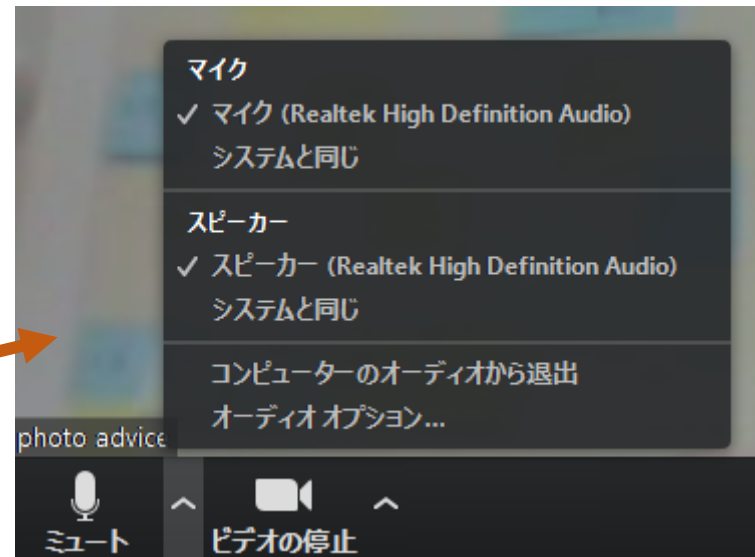 マイク
マイク (Realtek High Definition Audio)
システムと同じ
スピーカー
スピーカー (Realtek High Definition Audio)
システムと同じ
コンピューターのオーディオから退出
オーディオ オプション...
photo advice
ミュート
ビデオの停止